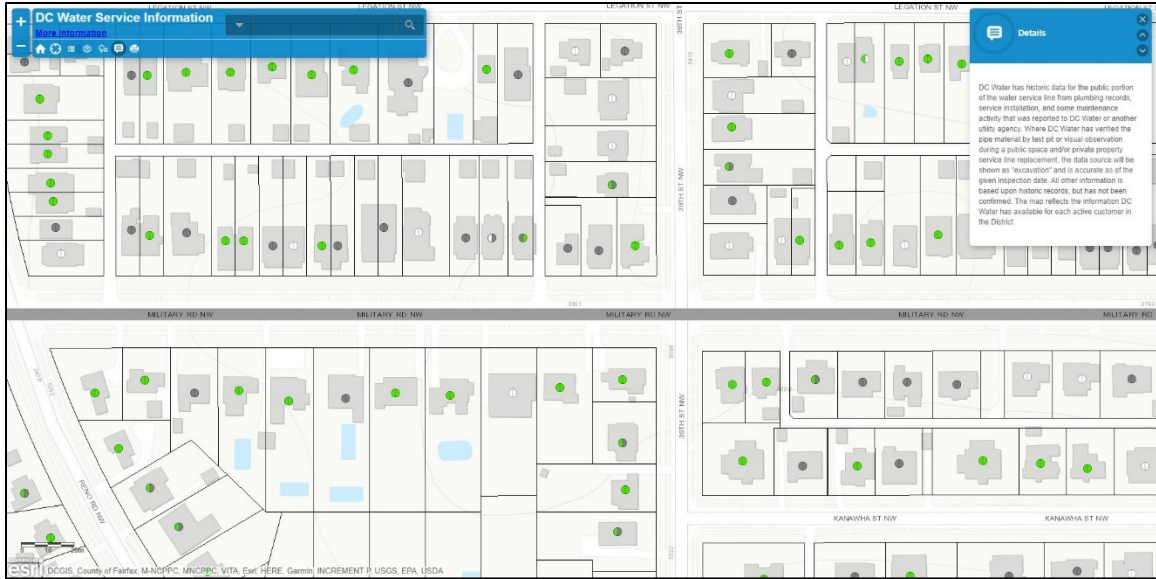 LEGATION ST NW
LEGATION ST NW
LEGATION ST NW
DC Water Service Information
More Information
Details
DC Water has historic data for the public portion
of the water service line from plumbing records,
service installation, and some maintenance
activity that was reported to DC Water or another
utility agency. Where DC Water has verified the
pipe material by test pit or visual observation
during a public space and/or private property
service line replacement, the data source will be
shown as "excavation" and is accurate as of the
given inspection date. All other information is
based upon historic records, but has not been
confirmed. The map reflects the information DC
Water has available for each active customer in
the District.
39TH ST NW
39TH ST NW
3901
MILITARY RD NW
MILITARY RD NW
MILITARY RD NW
MILITARY RD NW
MILITARY RD
39TH ST NW
RENO RD NW
KANAWHA ST NW
KANAWHA ST NW
esri
DCGIS, County of Fairfax, M-NCPPC, MNCPPC, VITA, Esri, HERE, Garmin, INCREMENT P, USGS, EPA, USDA